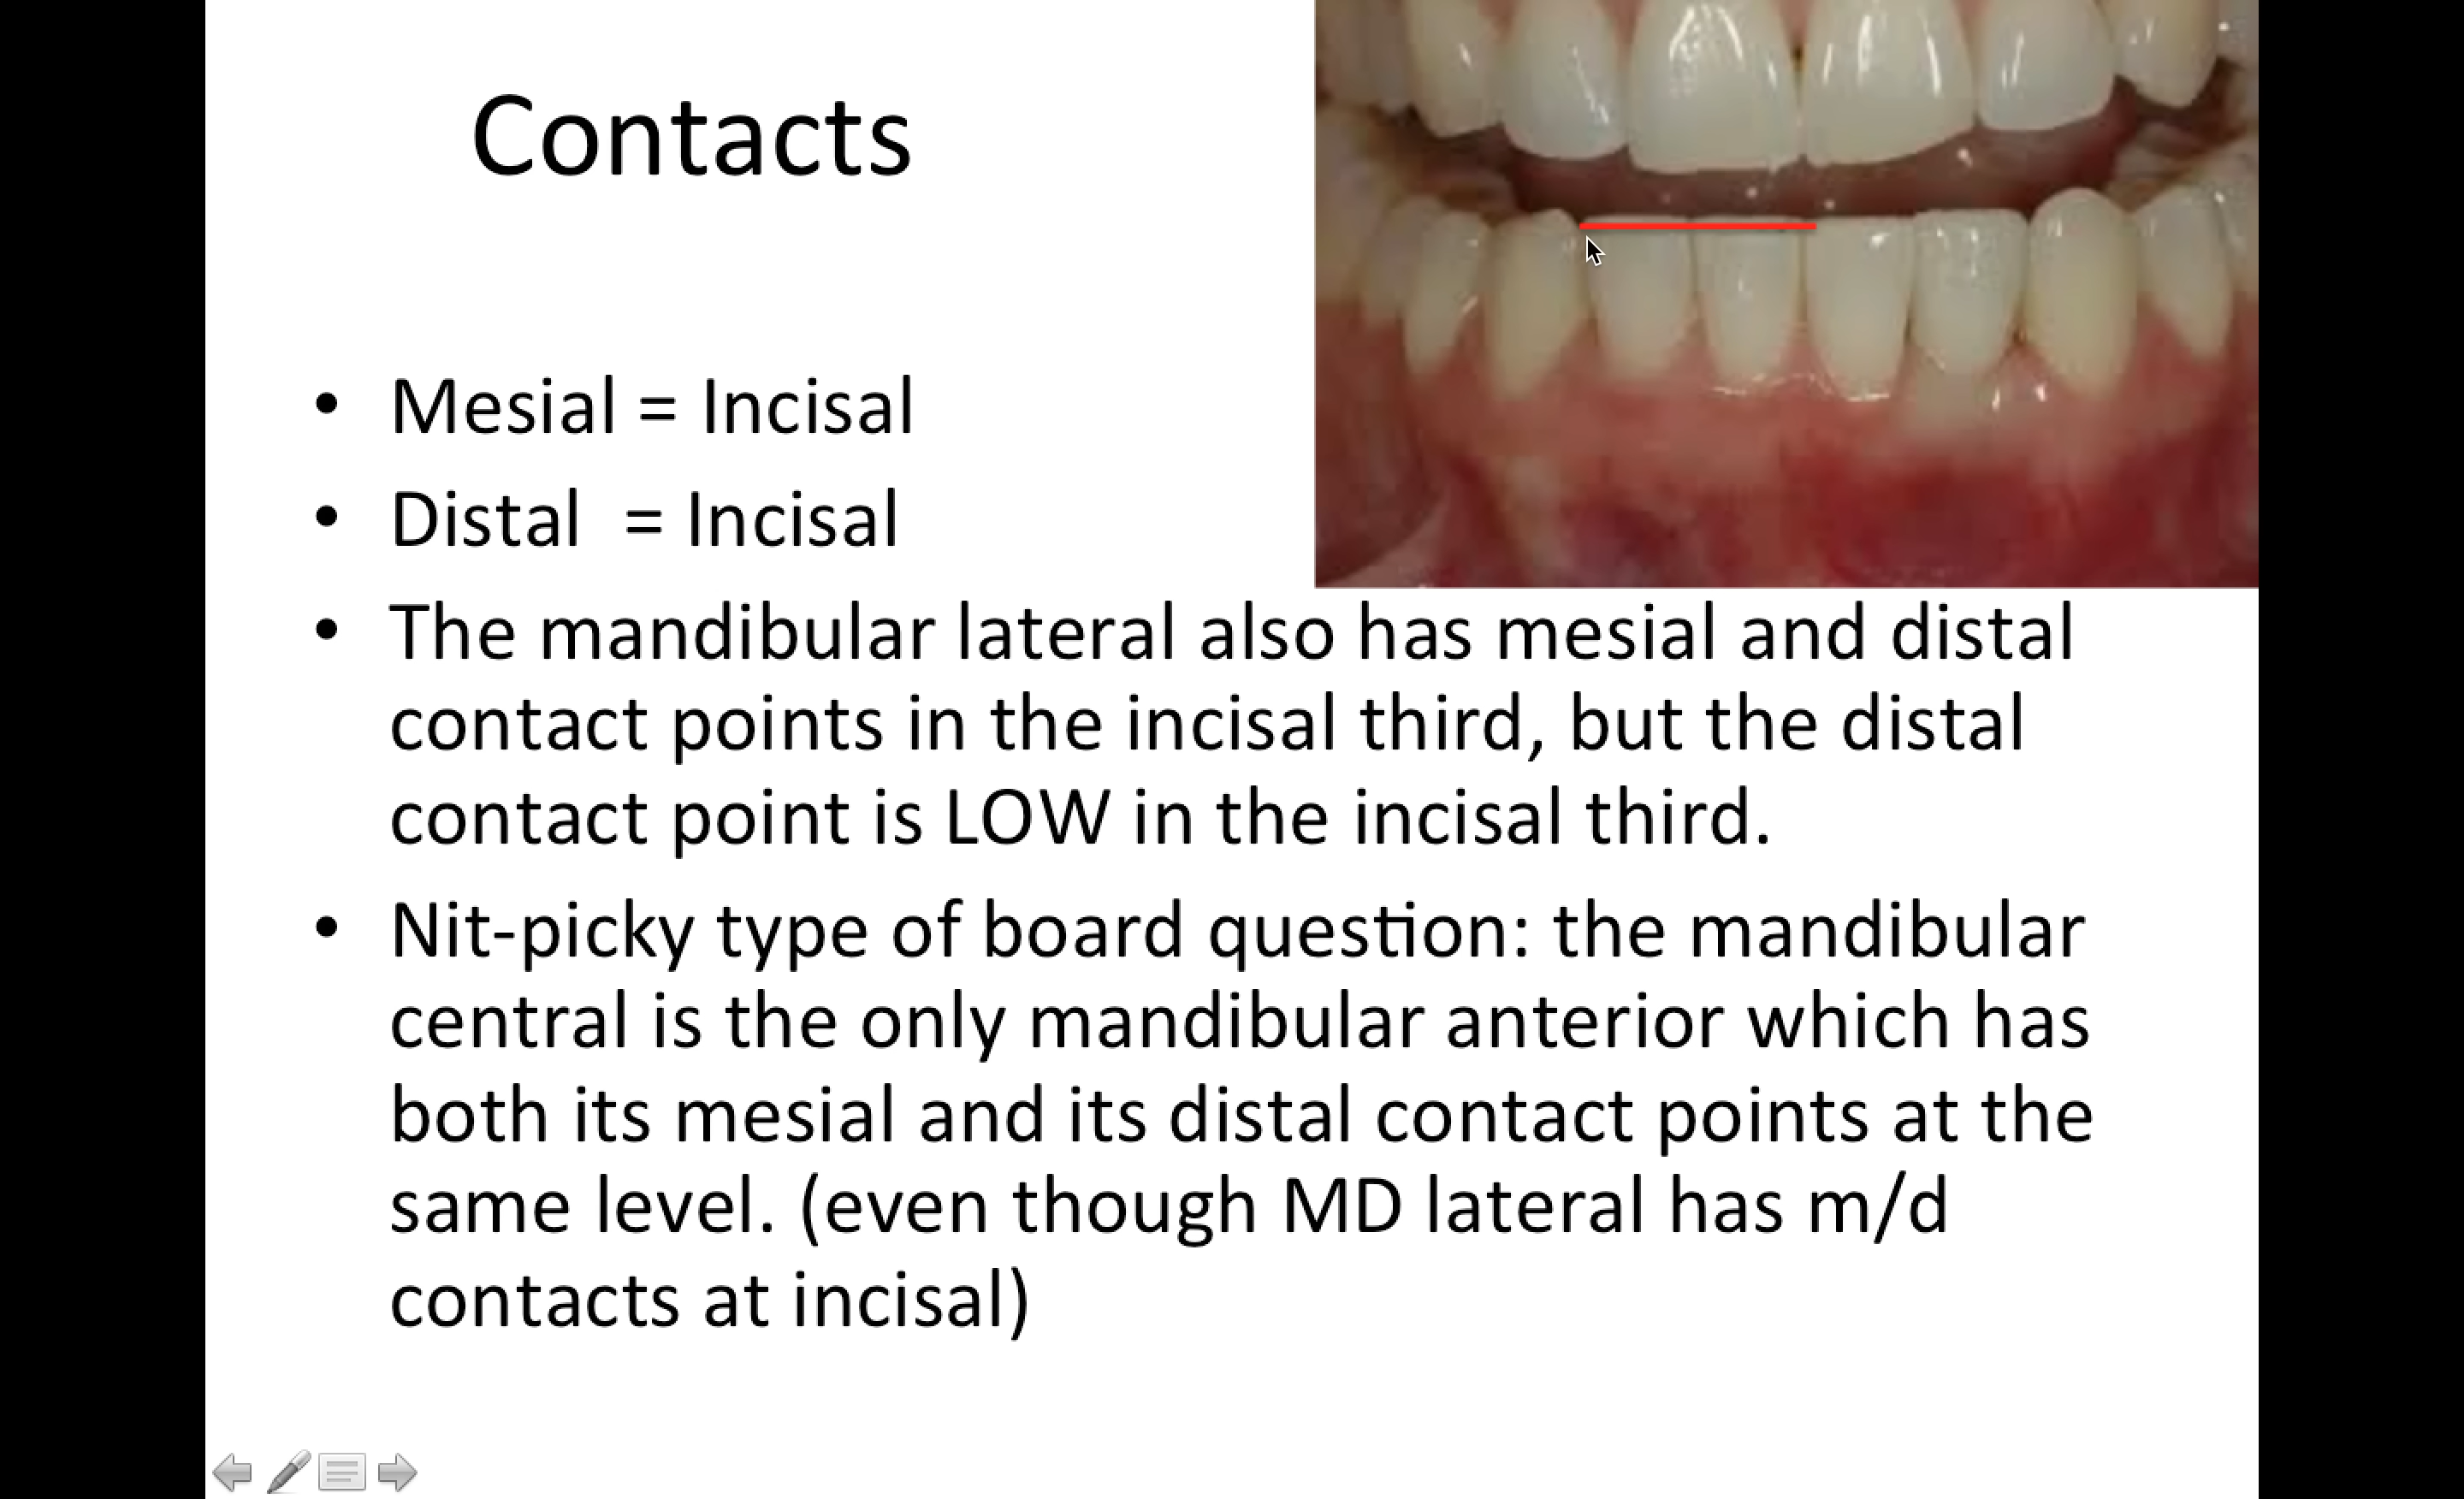 Contacts
• Mesial = Incisal
• Distal = Incisal
• The mandibular lateral also has mesial and distal
contact points in the incisal third, but the distal
contact point is LOW in the incisal third.
• Nit-picky type of board question: the mandibular
central is the only mandibular anterior which has
both its mesial and its distal contact points at the
same level. (even though MD lateral has m/d
contacts at incisal)